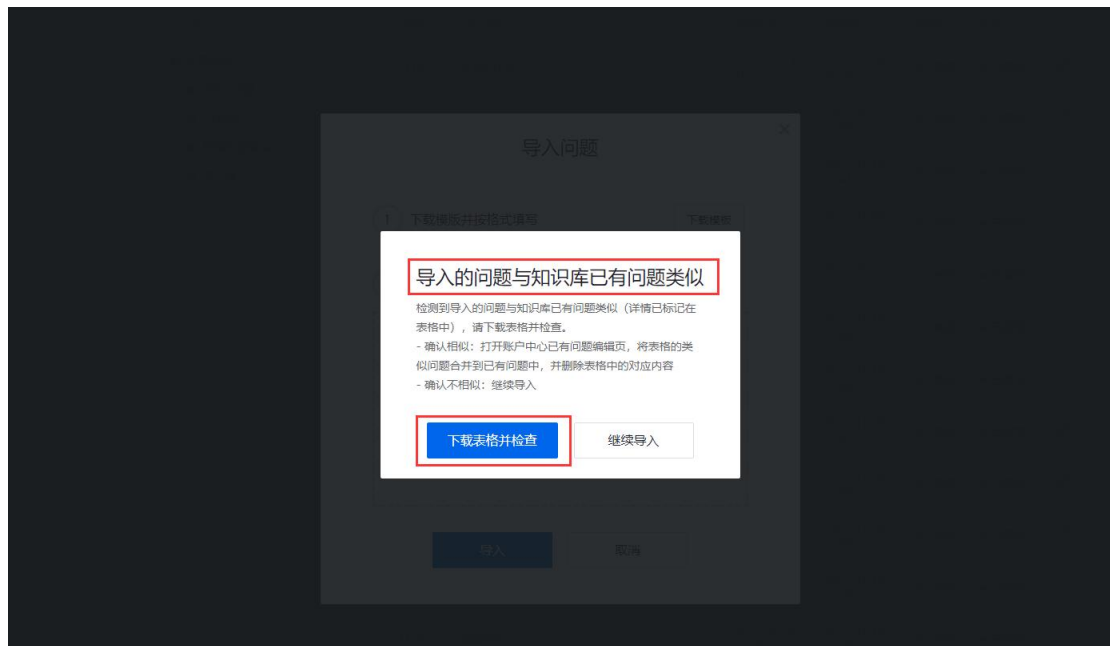 导入问题
1 下载模版并按格式填写
下载模板
导入的问题与知识库已有问题类似
检测到导入的问题与知识库已有问题类似（详情已标记在
表格中），请下载表格并检查。
- 确认相似：打开账户中心已有问题编辑页，将表格的类
似问题合并到已有问题中，并删除表格中的对应内容
- 确认不相似：继续导入
下载表格并检查
继续导入
导入
取消